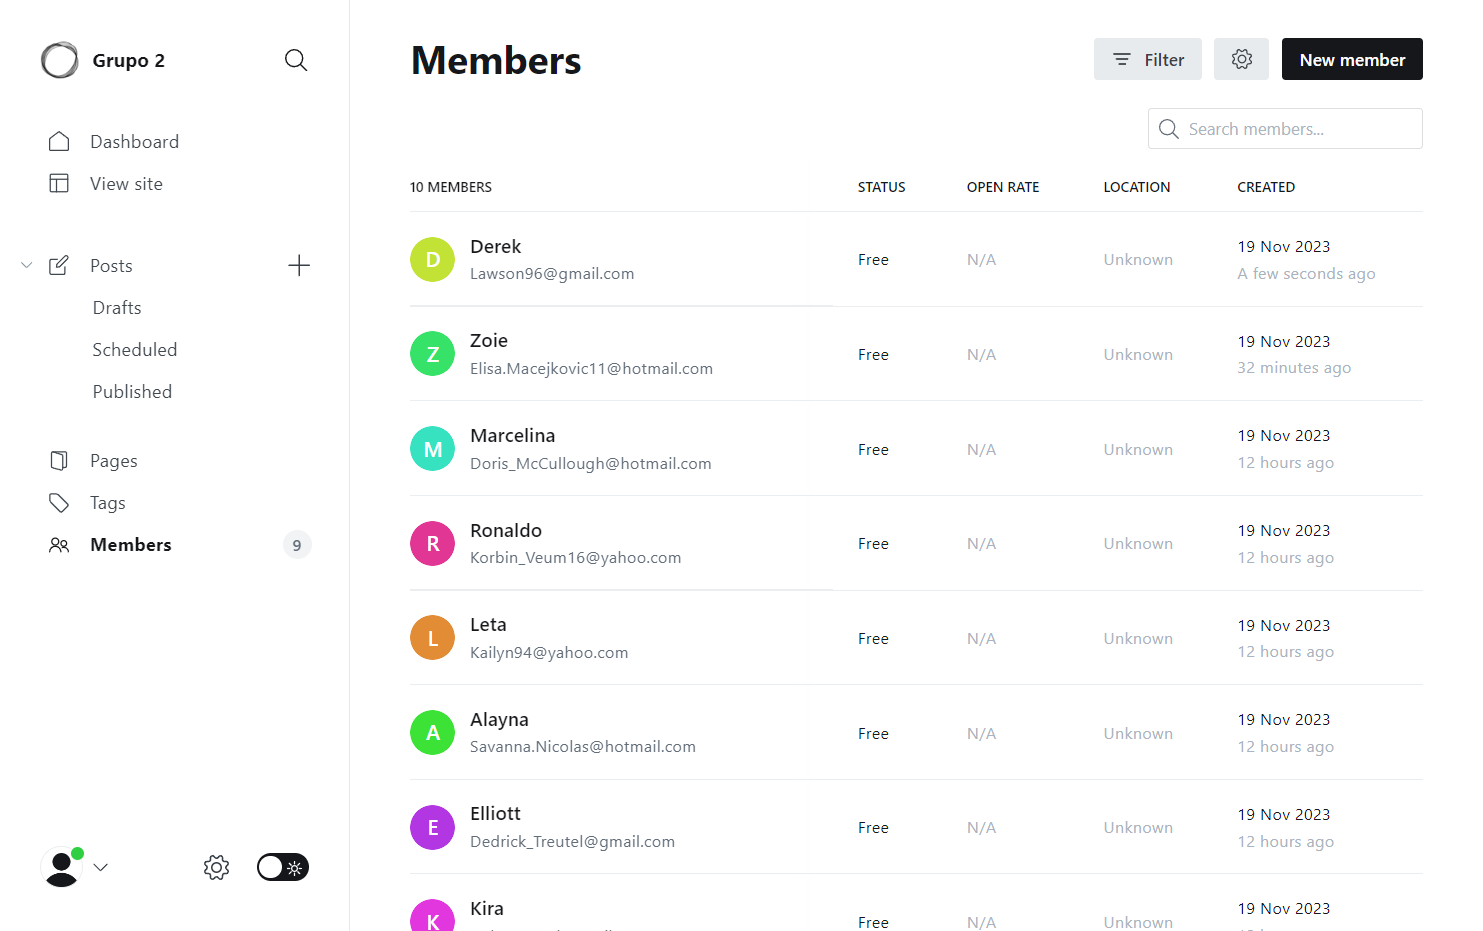 Grupo 2
Dashboard
View site
Posts
Drafts
Scheduled
Published
Pages
Tags
Members 9
Members
Filter
New member
Search members...
10 MEMBERS STATUS OPEN RATE LOCATION CREATED
D Derek Lawson96@gmail.com Free N/A Unknown 19 Nov 2023 A few seconds ago
Z Zoie Elisa.Macejkovic11@hotmail.com Free N/A Unknown 19 Nov 2023 32 minutes ago
M Marcelina Doris_McCullough@hotmail.com Free N/A Unknown 19 Nov 2023 12 hours ago
R Ronaldo Korbin_Veum16@yahoo.com Free N/A Unknown 19 Nov 2023 12 hours ago
L Leta Kailyn94@yahoo.com Free N/A Unknown 19 Nov 2023 12 hours ago
A Alayna Savanna.Nicolas@hotmail.com Free N/A Unknown 19 Nov 2023 12 hours ago
E Elliott Dedrick_Treutel@gmail.com Free N/A Unknown 19 Nov 2023 12 hours ago
K Kira Free N/A Unknown 19 Nov 2023